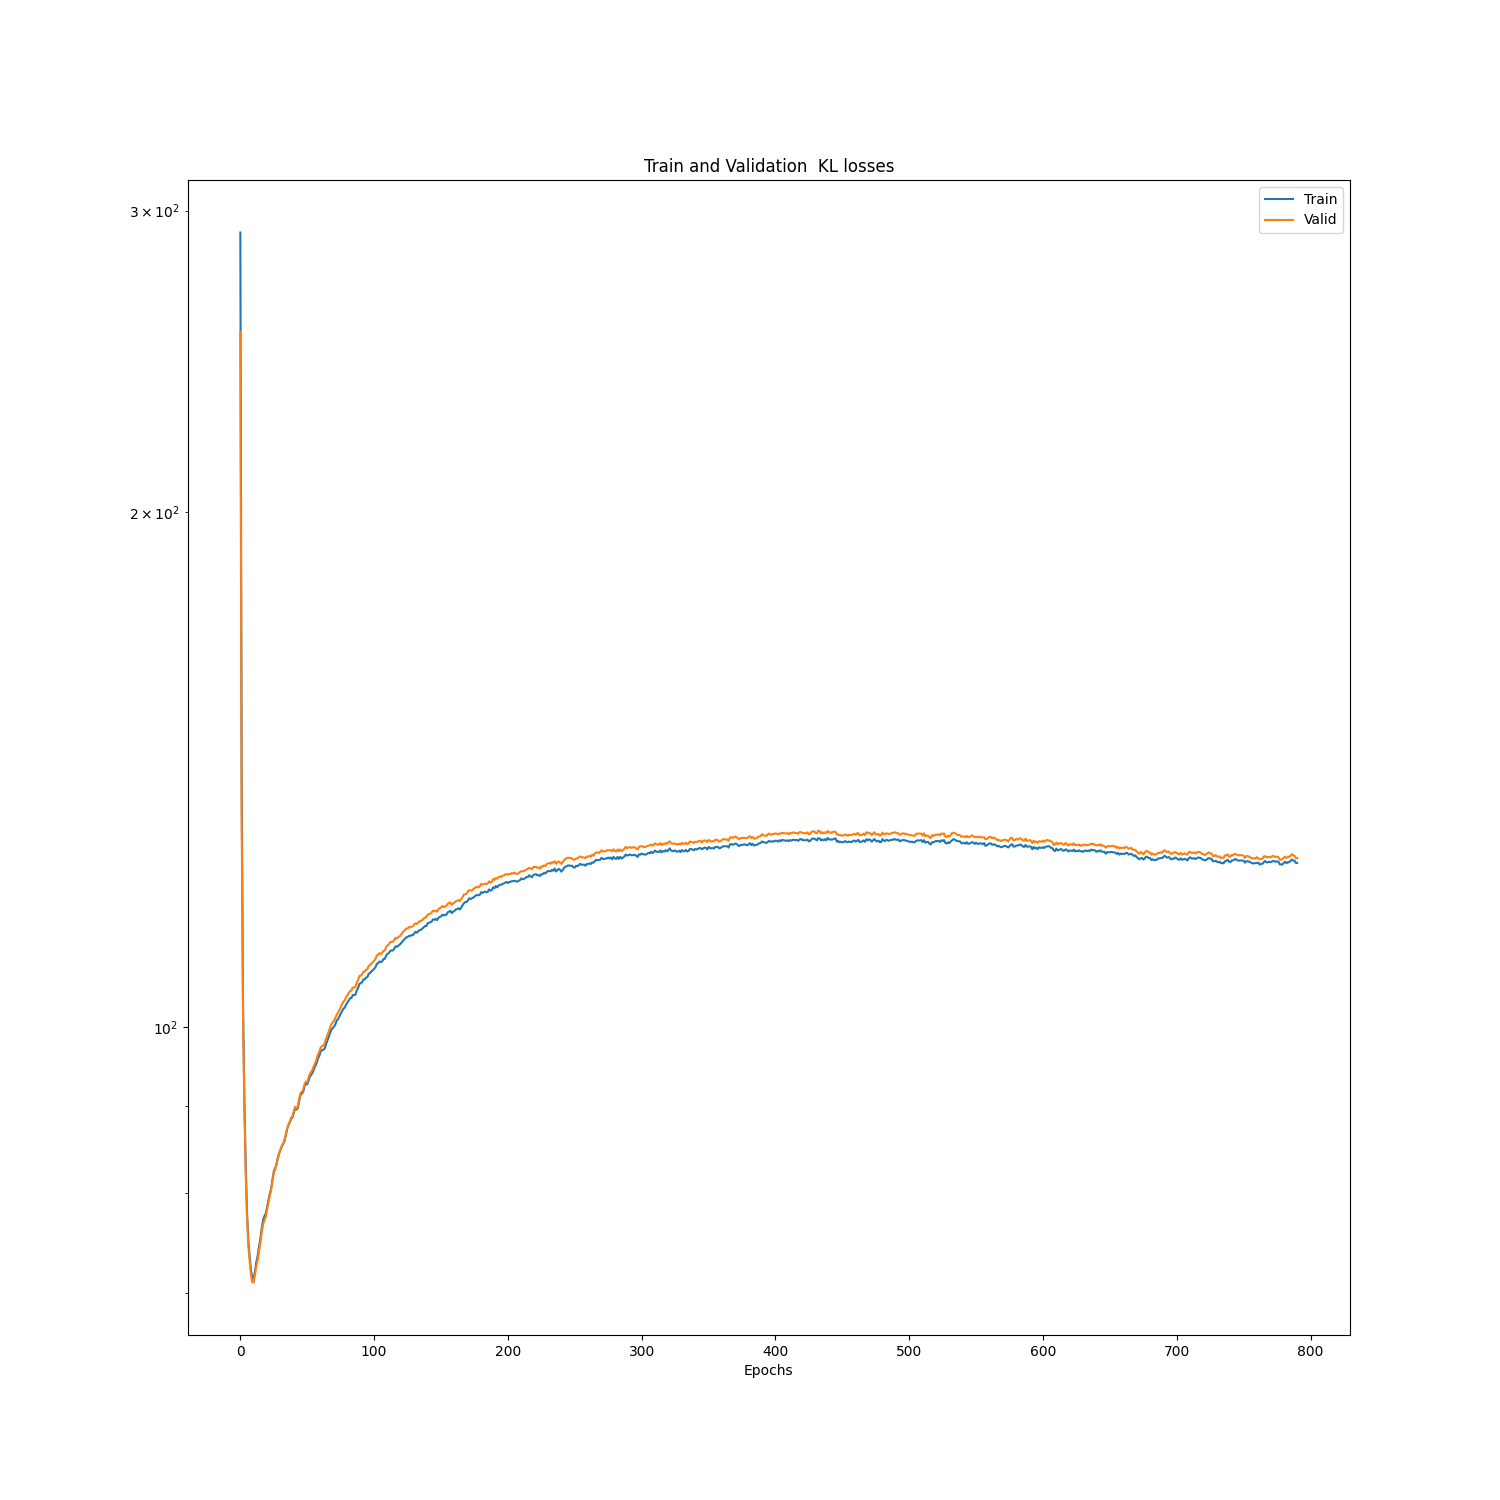 Train and Validation  KL losses
3 × 10²
2 × 10²
10²
Train
Valid
0 100 200 300 400 500 600 700 800
Epochs